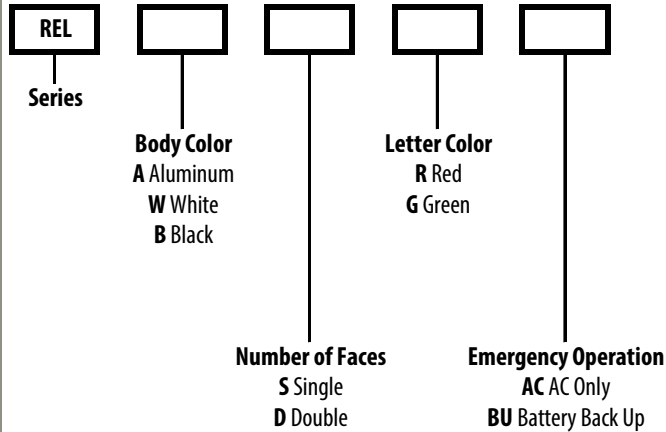 REL
Series
Body Color
A Aluminum
W White
B Black
Letter Color
R Red
G Green
Number of Faces
S Single
D Double
Emergency Operation
AC AC Only
BU Battery Back Up